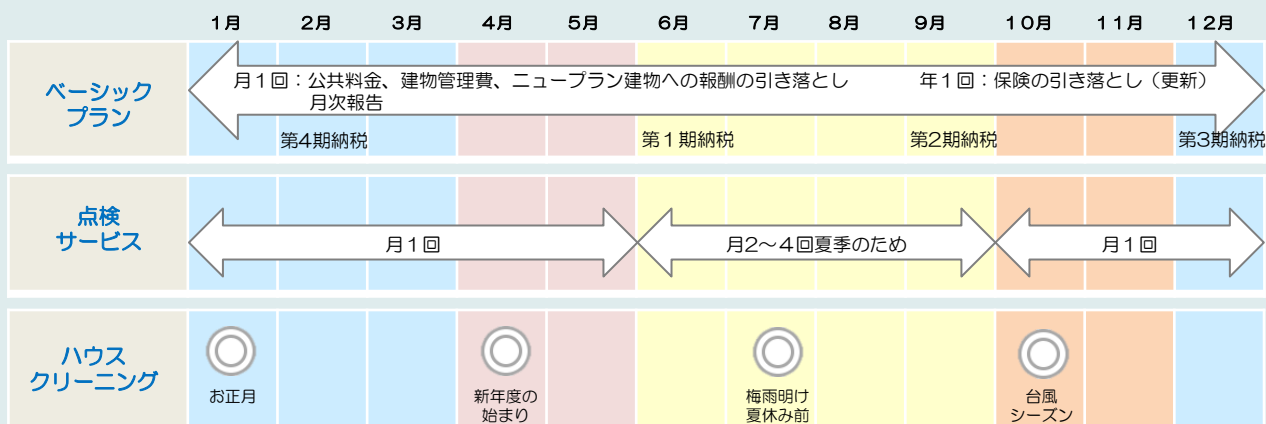 1月 2月 3月 4月 5月 6月 7月 8月 9月 10月 11月 12月
ベーシック
プラン
月1回：公共料金、建物管理費、ニュープラン建物への報酬の引き落とし 年1回：保険の引き落とし（更新）
月次報告
第4期納税 第1期納税 第2期納税 第3期納税
点検
サービス
月1回 月2～4回夏季のため 月1回
ハウス
クリーニング
お正月 新年度の 梅雨明け 台風
始まり 夏休み前 シーズン